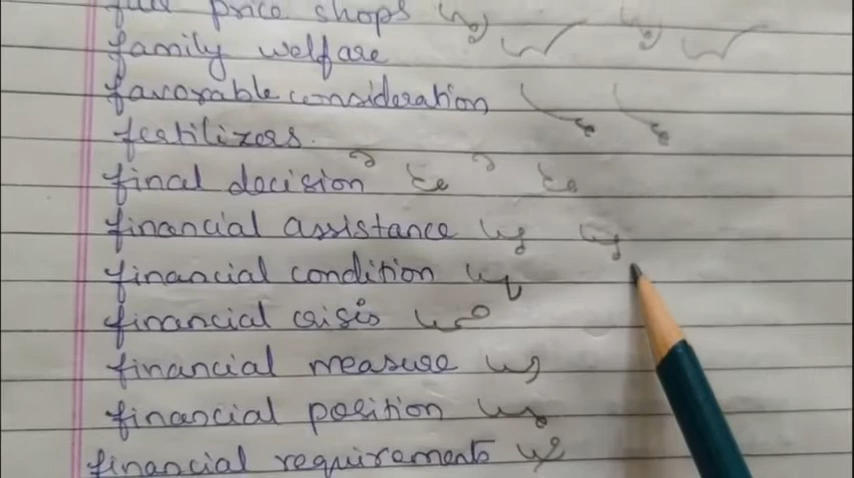 price shops
family welfare
favorable consideration
fertilizers.
final decision
financial assistance
financial condition
financial crisis
financial measure
financial position
financial requirements